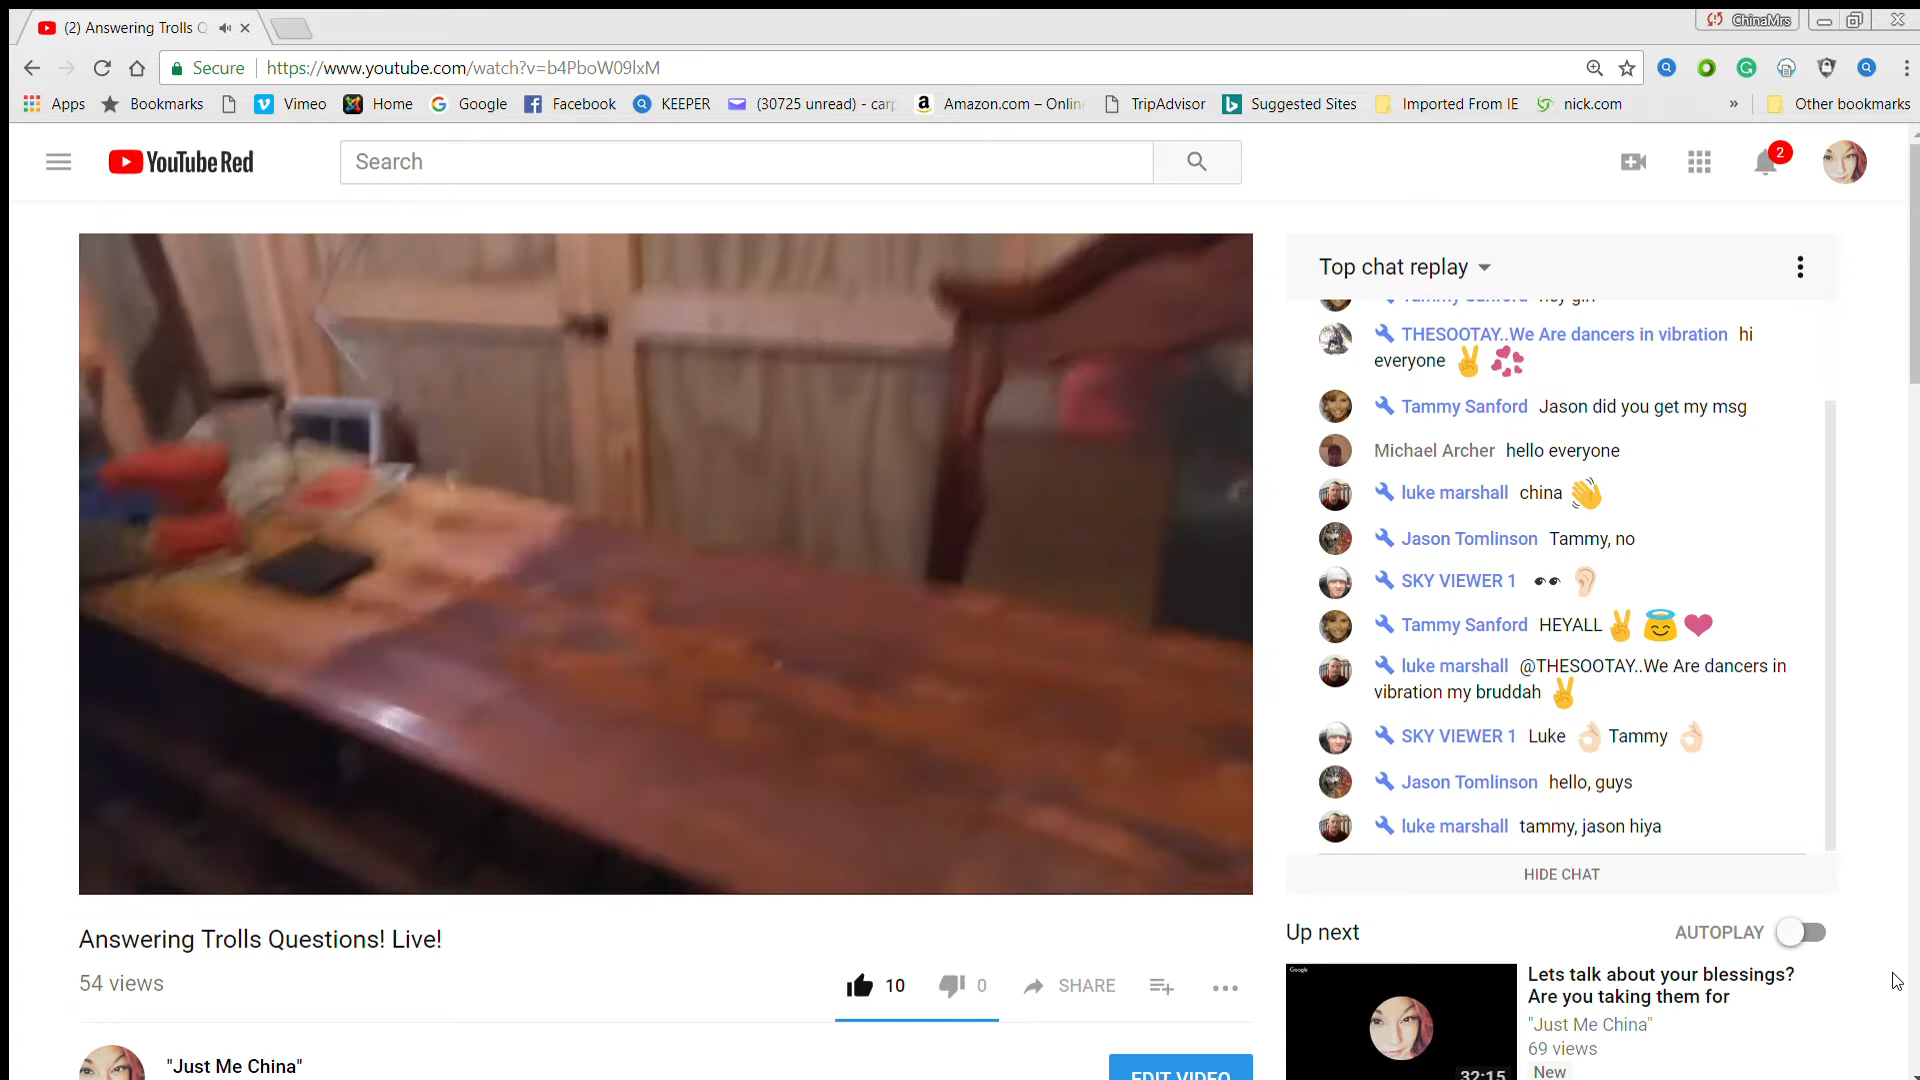 (2) Answering Trolls Q
ChinaMrs
Secure
https://www.youtube.com/watch?v=b4PboW09lxM
Apps
Bookmarks
Vimeo
Home
Google
Facebook
KEEPER
(30725 unread) - carp
Amazon.com – Online
TripAdvisor
Suggested Sites
Imported From IE
nick.com
»
Other bookmarks
YouTube Red
Search
2
Top chat replay
Tammy Sanford hey girl
THESOOTAY..We Are dancers in vibration hi
everyone ✌ 💞
Tammy Sanford Jason did you get my msg
Michael Archer hello everyone
luke marshall china 👋
Jason Tomlinson Tammy, no
SKY VIEWER 1 👀 👂🏻
Tammy Sanford HEYALL ✌ 😇 ❤
luke marshall @THESOOTAY..We Are dancers in
vibration my bruddah ✌
SKY VIEWER 1 Luke 👌🏻 Tammy 👌🏻
Jason Tomlinson hello, guys
luke marshall tammy, jason hiya
HIDE CHAT
Answering Trolls Questions! Live!
54 views
10
0
SHARE
"Just Me China"
EDIT VIDEO
Up next
AUTOPLAY
Google
32:15
Lets talk about your blessings?
Are you taking them for
"Just Me China"
69 views
New